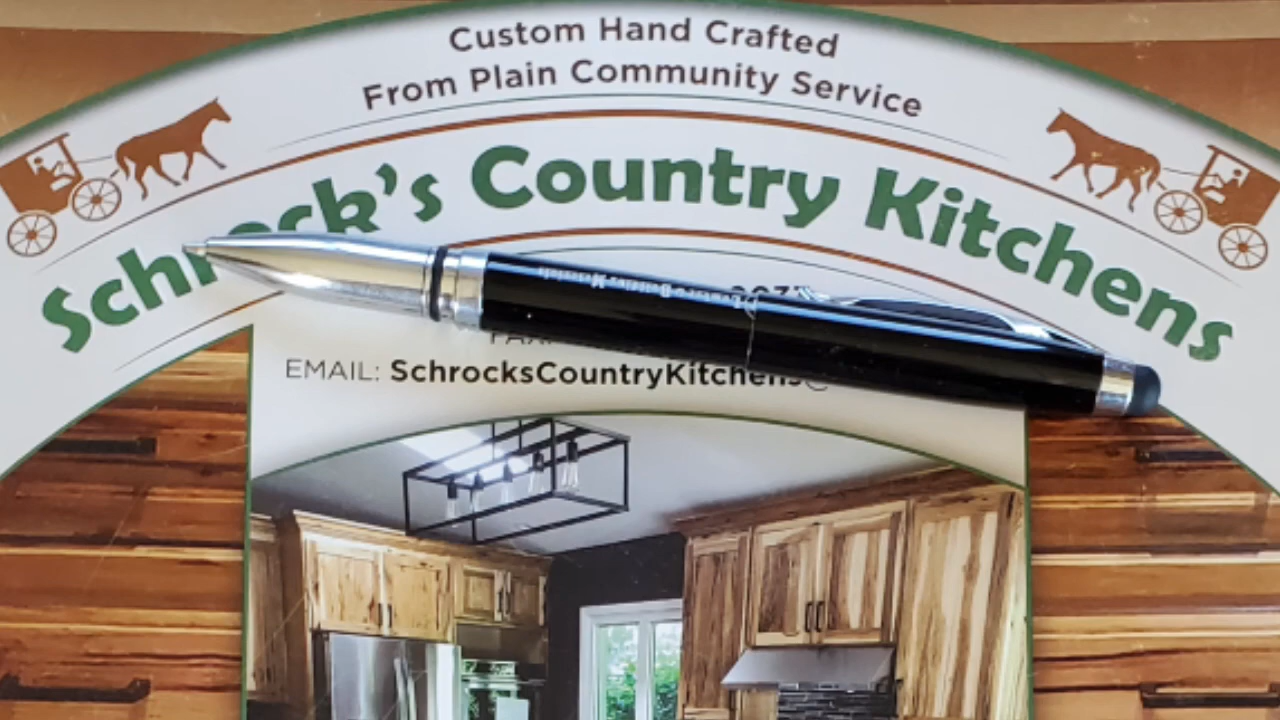 Custom Hand Crafted
From Plain Community Service
Schrock's Country Kitchens
EMAIL: SchrocksCountryKitchens@